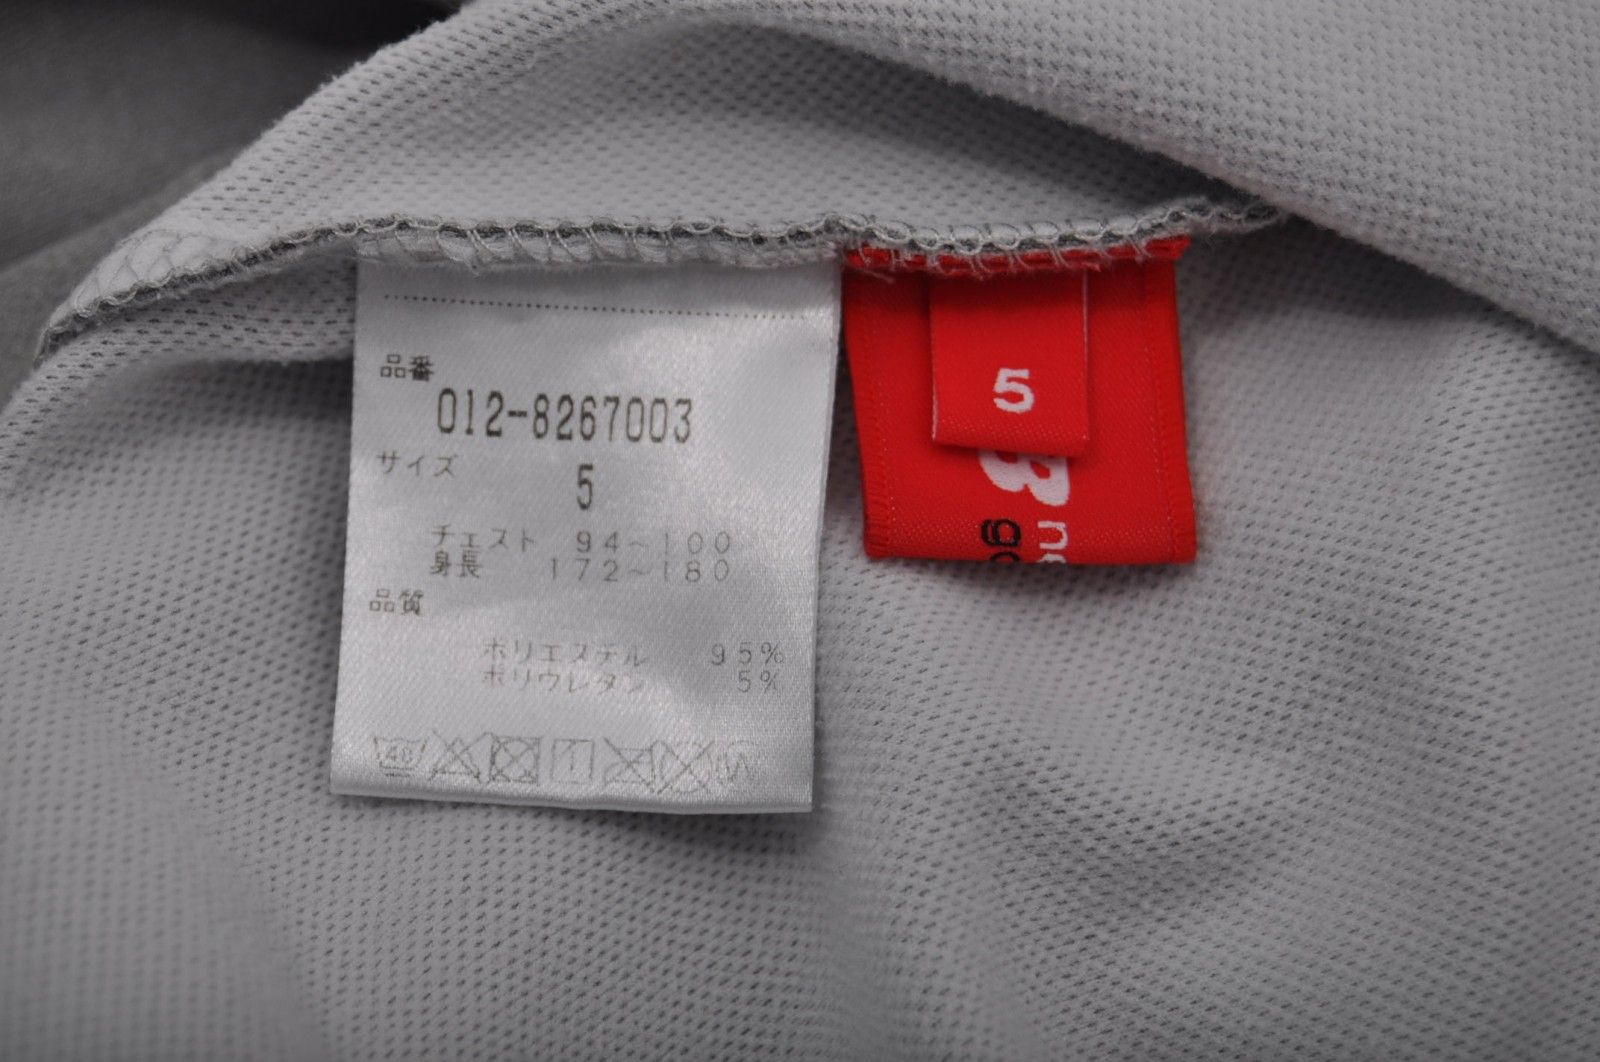 品番
012-8267003
サイズ
5
チェスト 94~100
身長 172~180
品質
ポリエステル 95%
ポリウレタン 5%
40
5